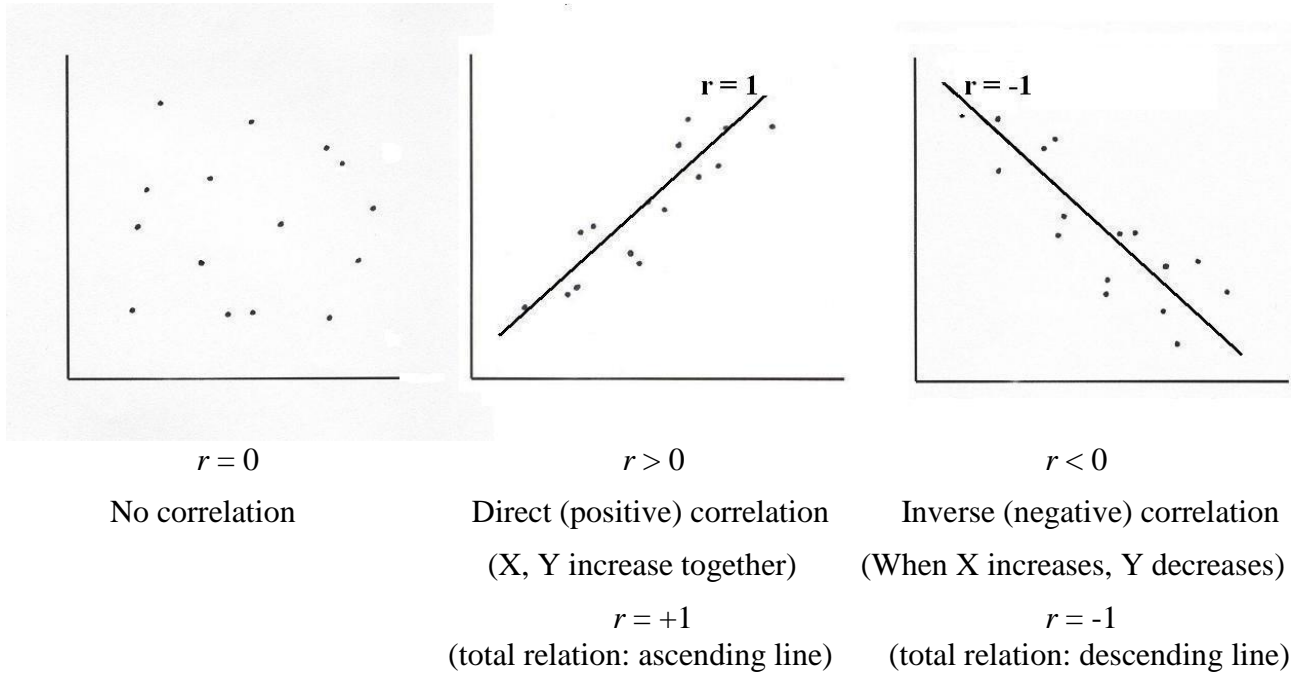 r = 1
r = -1
r = 0
r > 0
r < 0
No correlation
Direct (positive) correlation
Inverse (negative) correlation
(X, Y increase together)
(When X increases, Y decreases)
r = +1
r = -1
(total relation: ascending line)
(total relation: descending line)